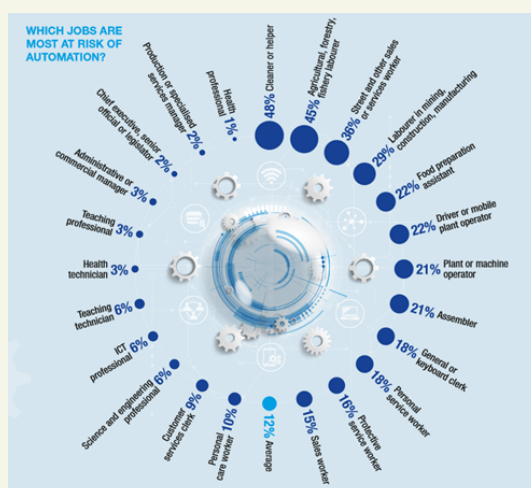 WHICH JOBS ARE
MOST AT RISK OF
AUTOMATION?
48% Cleaner or helper
45% Agricultural, forestry,
fishery labourer
36% Street and other sales
or services worker
29% Labourer in mining,
construction, manufacturing
22% Food preparation
assistant
22% Driver or mobile
plant operator
21% Plant or machine
operator
21% Assembler
18% General or
keyboard clerk
18% Personal
service worker
16% Protective
service worker
15% Sales worker
12% Average
10% Personal
care worker
9% Customer
services clerk
Science and engineering
professional 6%
ICT
professional 6%
Teaching
technician 6%
Health
technician 3%
Teaching
professional 3%
Administrative or
commercial manager 3%
Chief executive, senior
official or legislator 2%
Production or specialised
services manager 2%
Health
professional 1%